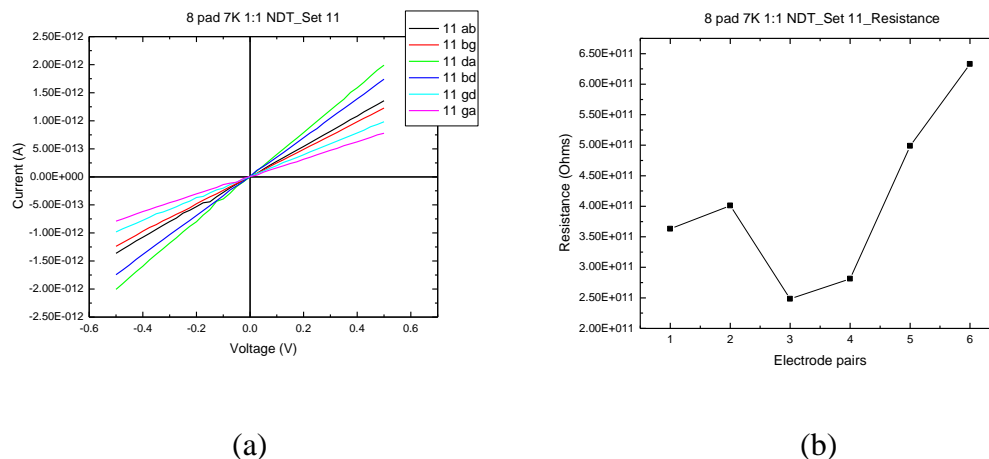 8 pad 7K 1:1 NDT_Set 11
2.50E-012
2.00E-012
1.50E-012
1.00E-012
5.00E-013
0.00E+000
-5.00E-013
-1.00E-012
-1.50E-012
-2.00E-012
-2.50E-012
Current (A)
-0.6
-0.4
-0.2
0.0
0.2
0.4
0.6
Voltage (V)
11 ab
11 bg
11 da
11 bd
11 gd
11 ga
(a)
8 pad 7K 1:1 NDT_Set 11_Resistance
6.50E+011
6.00E+011
5.50E+011
5.00E+011
4.50E+011
4.00E+011
3.50E+011
3.00E+011
2.50E+011
2.00E+011
Resistance (Ohms)
1
2
3
4
5
6
Electrode pairs
(b)